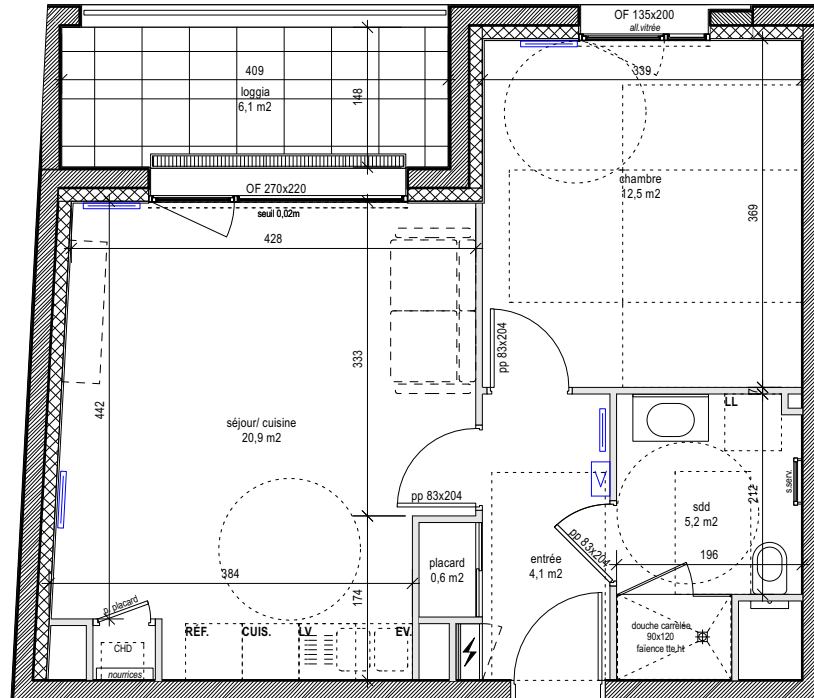 OF 135x200
all.vitrée
409
loggia
6,1 m2
148
339
chambre
12,5 m2
369
OF 270x220
seuil 0,02m
428
333
442
pp 83x204
séjour/ cuisine
20,9 m2
pp 83x204
7
LL
212
s.serv.
sdd
5,2 m2
196
pp 83x204
placard
0,6 m2
entrée
4,1 m2
V
384
174
p. placard
CHD
nourrices
REF.
CUIS.
LV
EV.
douche carrelée
90x120
faïence tte ht